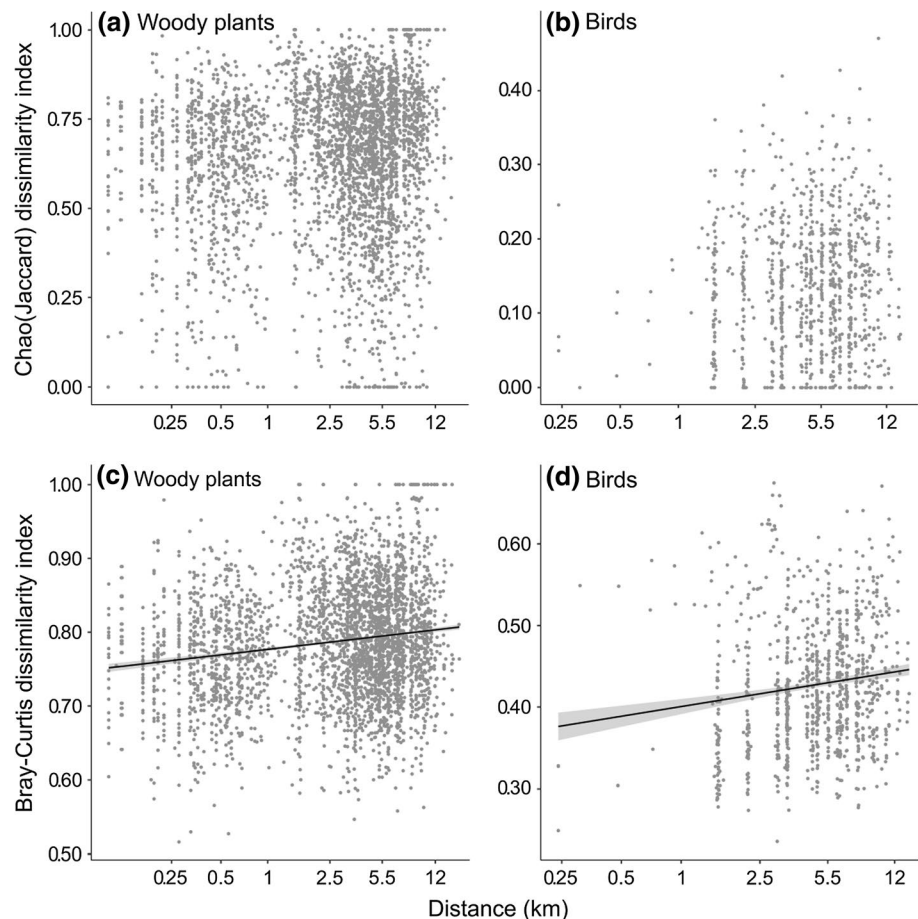 (a) Woody plants
(b) Birds
Chao(Jaccard) dissimilarity index
1.00
0.75
0.50
0.25
0.00
0.25 0.5 1 2.5 5.5 12
0.40
0.30
0.20
0.10
0.00
0.25 0.5 1 2.5 5.5 12
(c) Woody plants
(d) Birds
Bray-Curtis dissimilarity index
1.00
0.90
0.80
0.70
0.60
0.50
0.25 0.5 1 2.5 5.5 12
0.60
0.50
0.40
0.30
0.25 0.5 1 2.5 5.5 12
Distance (km)